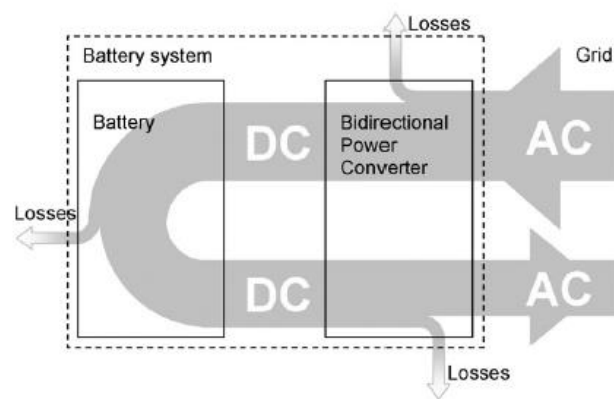 Losses
Grid
Battery system
Battery
DC
Bidirectional
Power
Converter
AC
Losses
DC
AC
Losses